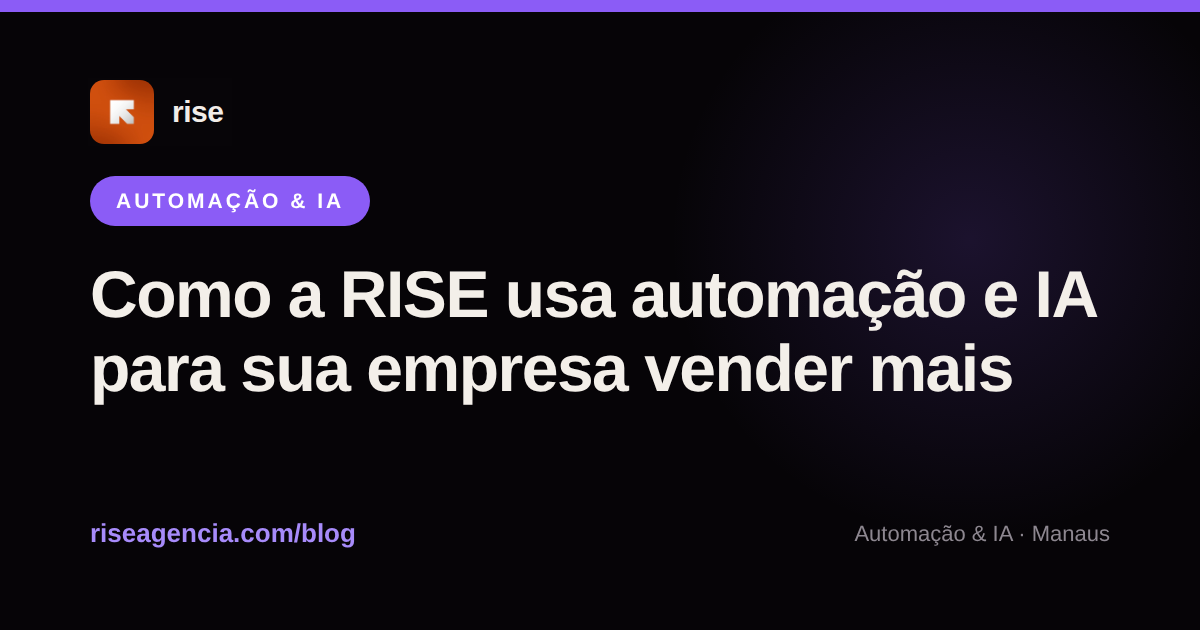 rise
AUTOMAÇÃO & IA
Como a RISE usa automação e IA
para sua empresa vender mais
riseagencia.com/blog
Automação & IA · Manaus